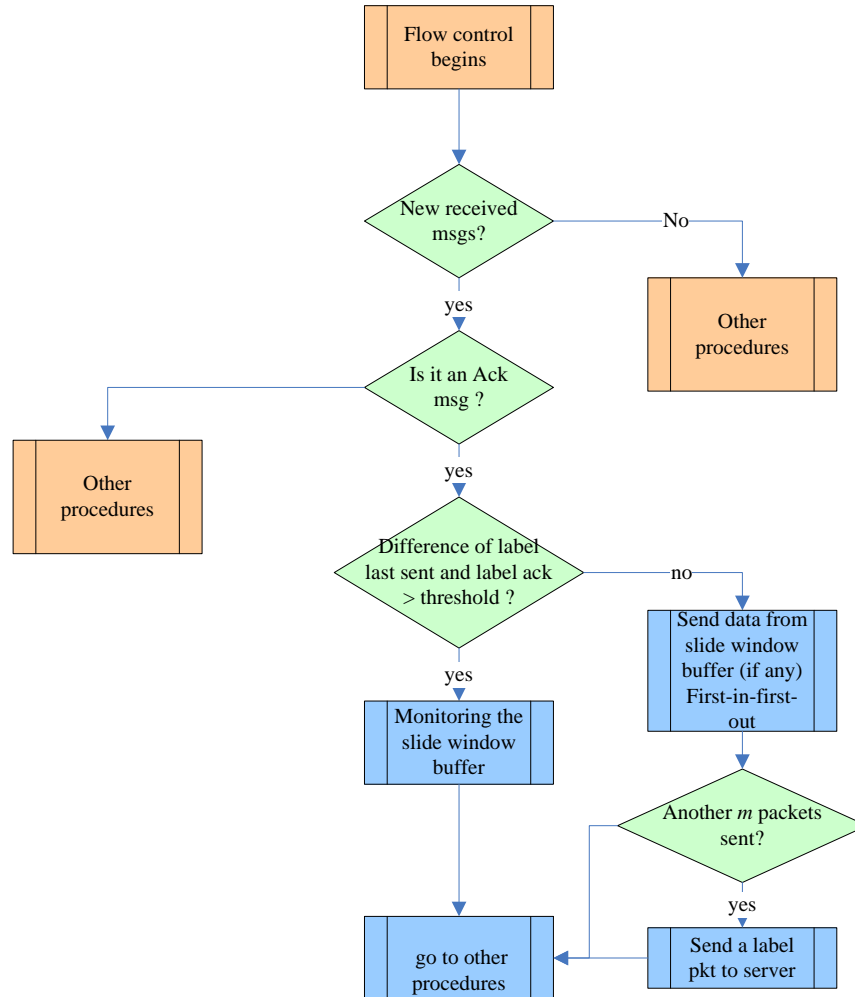 Flow control
begins
New received
msgs?
No
yes
Other
procedures
Is it an Ack
msg ?
Other
procedures
yes
Difference of label
last sent and label ack
> threshold ?
no
yes
Send data from
slide window
buffer (if any)
First-in-first-
out
Monitoring the
slide window
buffer
Another m packets
sent?
yes
Send a label
pkt to server
go to other
procedures